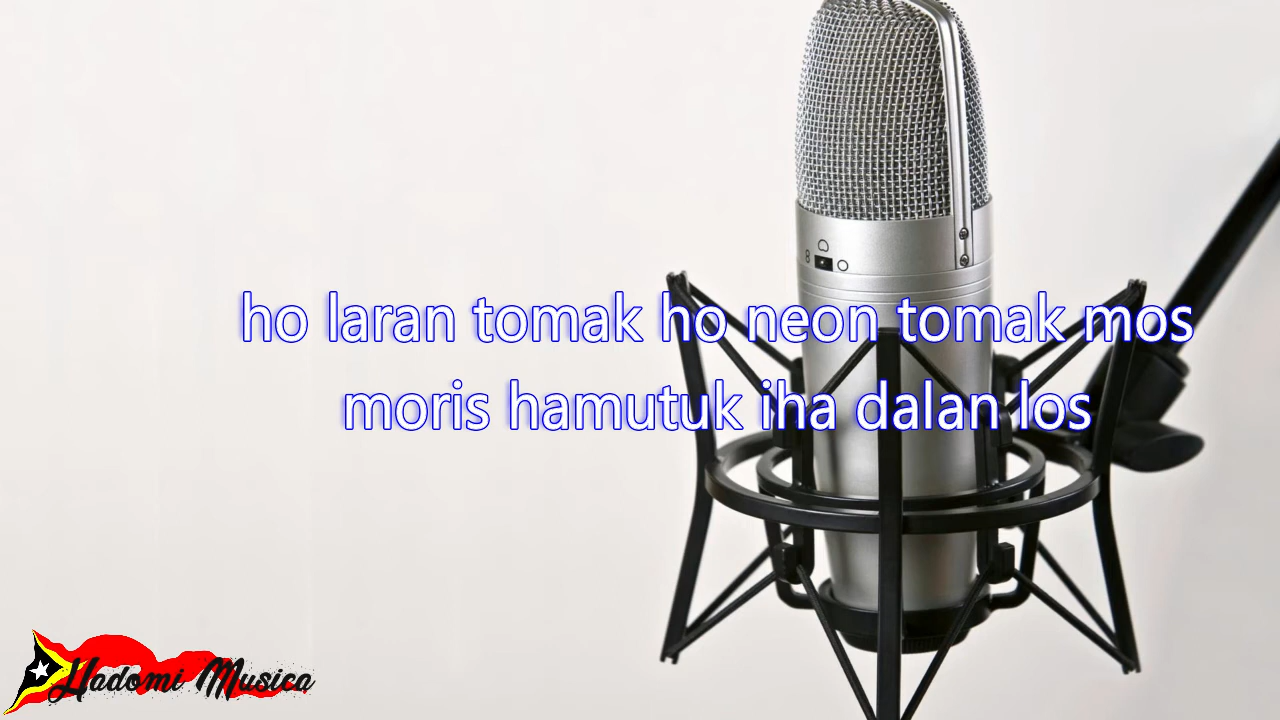 ho laran tomak ho neon tomak mos
moris hamutuk iha dalan los
Hadomi Musica